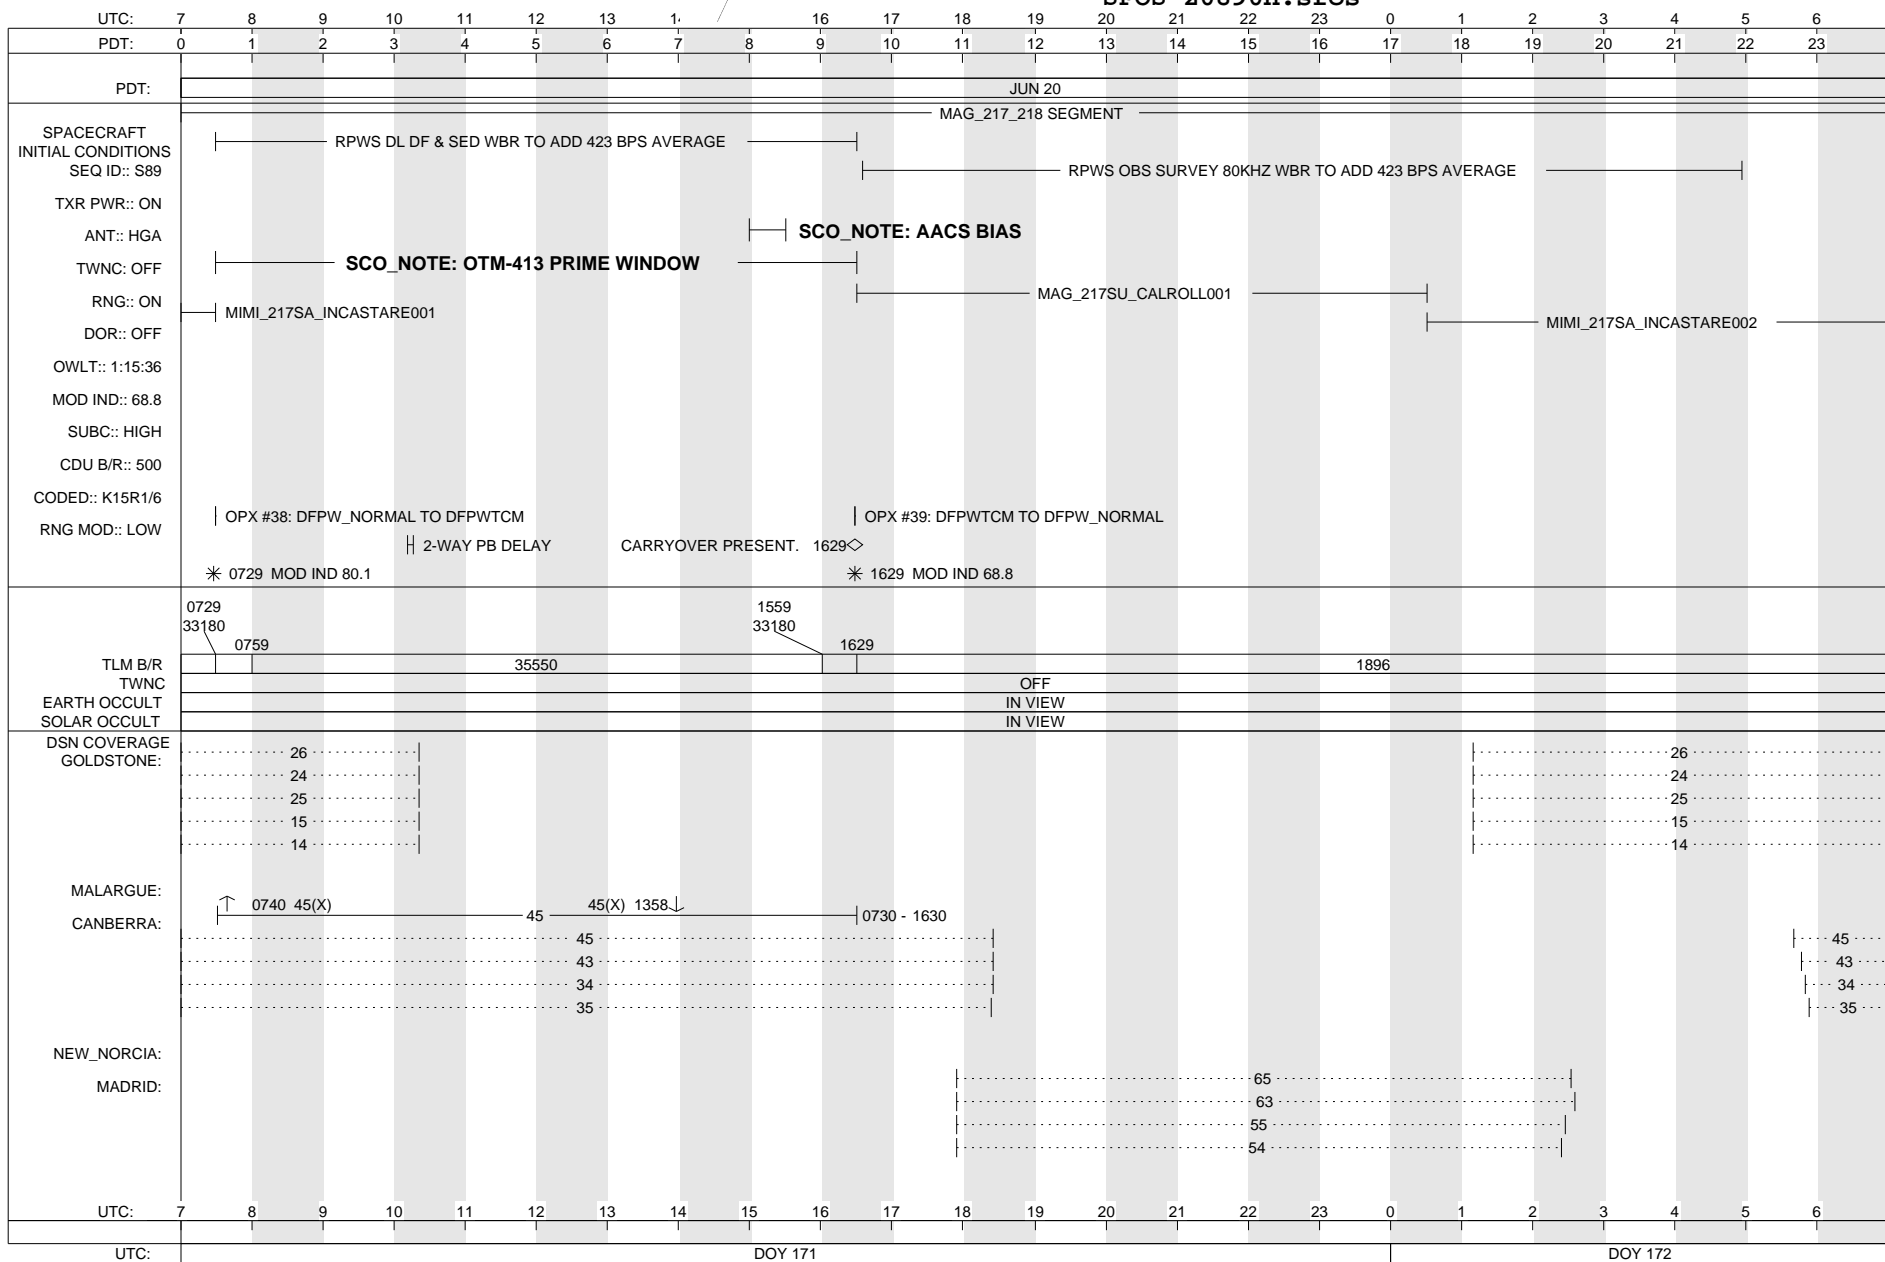 UTC: 7 8 9 10 11 12 13 16 17 18 19 20 21 22 23 0 1 2 3 4 5 6
PDT: 0 1 2 3 4 5 6 7 8 9 10 11 12 13 14 15 16 17 18 19 20 21 22 23
PDT: JUN 20
MAG_217_218 SEGMENT
SPACECRAFT
INITIAL CONDITIONS
SEQ ID:: S89
TXR PWR:: ON
ANT:: HGA
TWNC: OFF
RNG:: ON
DOR:: OFF
OWLT:: 1:15:36
MOD IND:: 68.8
SUBC:: HIGH
CDU B/R:: 500
CODED:: K15R1/6
RNG MOD:: LOW
RPWS DL DF & SED WBR TO ADD 423 BPS AVERAGE
RPWS OBS SURVEY 80KHZ WBR TO ADD 423 BPS AVERAGE
SCO_NOTE: AACS BIAS
SCO_NOTE: OTM-413 PRIME WINDOW
MAG_217SU_CALROLL001
MIMI_217SA_INCASTARE001
MIMI_217SA_INCASTARE002
OPX #38: DFPW_NORMAL TO DFPWTCM
OPX #39: DFPWTCM TO DFPW_NORMAL
2-WAY PB DELAY
CARRYOVER PRESENT. 1629
0729 MOD IND 80.1
1629 MOD IND 68.8
0729 1559
33180 33180
0759 1629
TLM B/R 35550 1896
TWNC OFF
EARTH OCCULT IN VIEW
SOLAR OCCULT IN VIEW
DSN COVERAGE
GOLDSTONE:
26 26
24 24
25 25
15 15
14 14
MALARGUE:
0740 45(X) 45(X) 1358
CANBERRA: 45 0730 - 1630
45 45
43 43
34 34
35 35
NEW_NORCIA:
MADRID:
65
63
55
54
UTC: 7 8 9 10 11 12 13 14 15 16 17 18 19 20 21 22 23 0 1 2 3 4 5 6
UTC: DOY 171 DOY 172